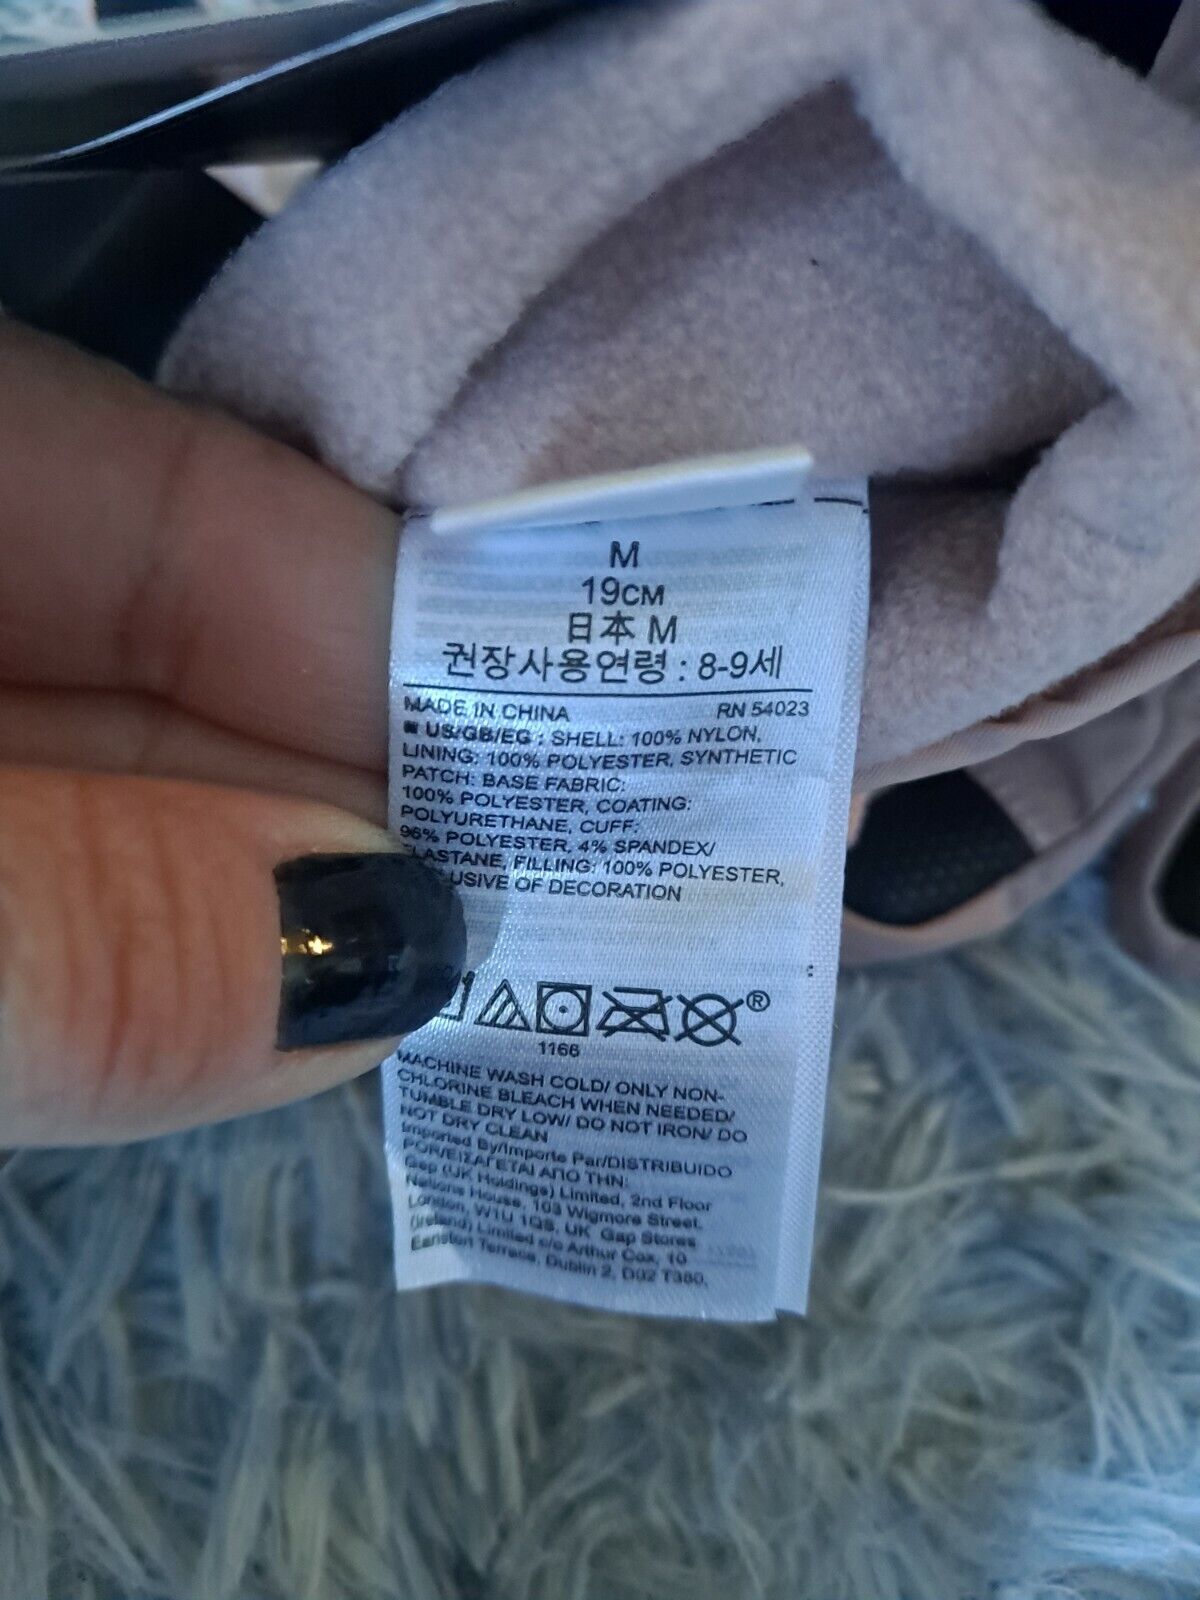 M
19CM
日本 M
권장사용연령 : 8-9세
MADE IN CHINA RN 54023
US/GB/EG : SHELL: 100% NYLON,
LINING: 100% POLYESTER, SYNTHETIC
PATCH: BASE FABRIC:
100% POLYESTER, COATING:
POLYURETHANE, CUFF:
96% POLYESTER, 4% SPANDEX/
LASTANE, FILLING: 100% POLYESTER,
USIVE OF DECORATION
®
1166
MACHINE WASH COLD/ ONLY NON-
CHLORINE BLEACH WHEN NEEDED/
TUMBLE DRY LOW/ DO NOT IRON/ DO
NOT DRY CLEAN
Imported By/Importe Par/DISTRIBUIDO
POR/ΕΙΣΑΓΕΤΑΙ ΑΠΟ ΤΗΝ:
Gap (UK Holdings) Limited, 2nd Floor
Nations House, 103 Wigmore Street,
London, W1U 1QS, UK Gap Stores
(Ireland) Limited c/o Arthur Cox, 10
Earlsfort Terrace, Dublin 2, D02 T380,